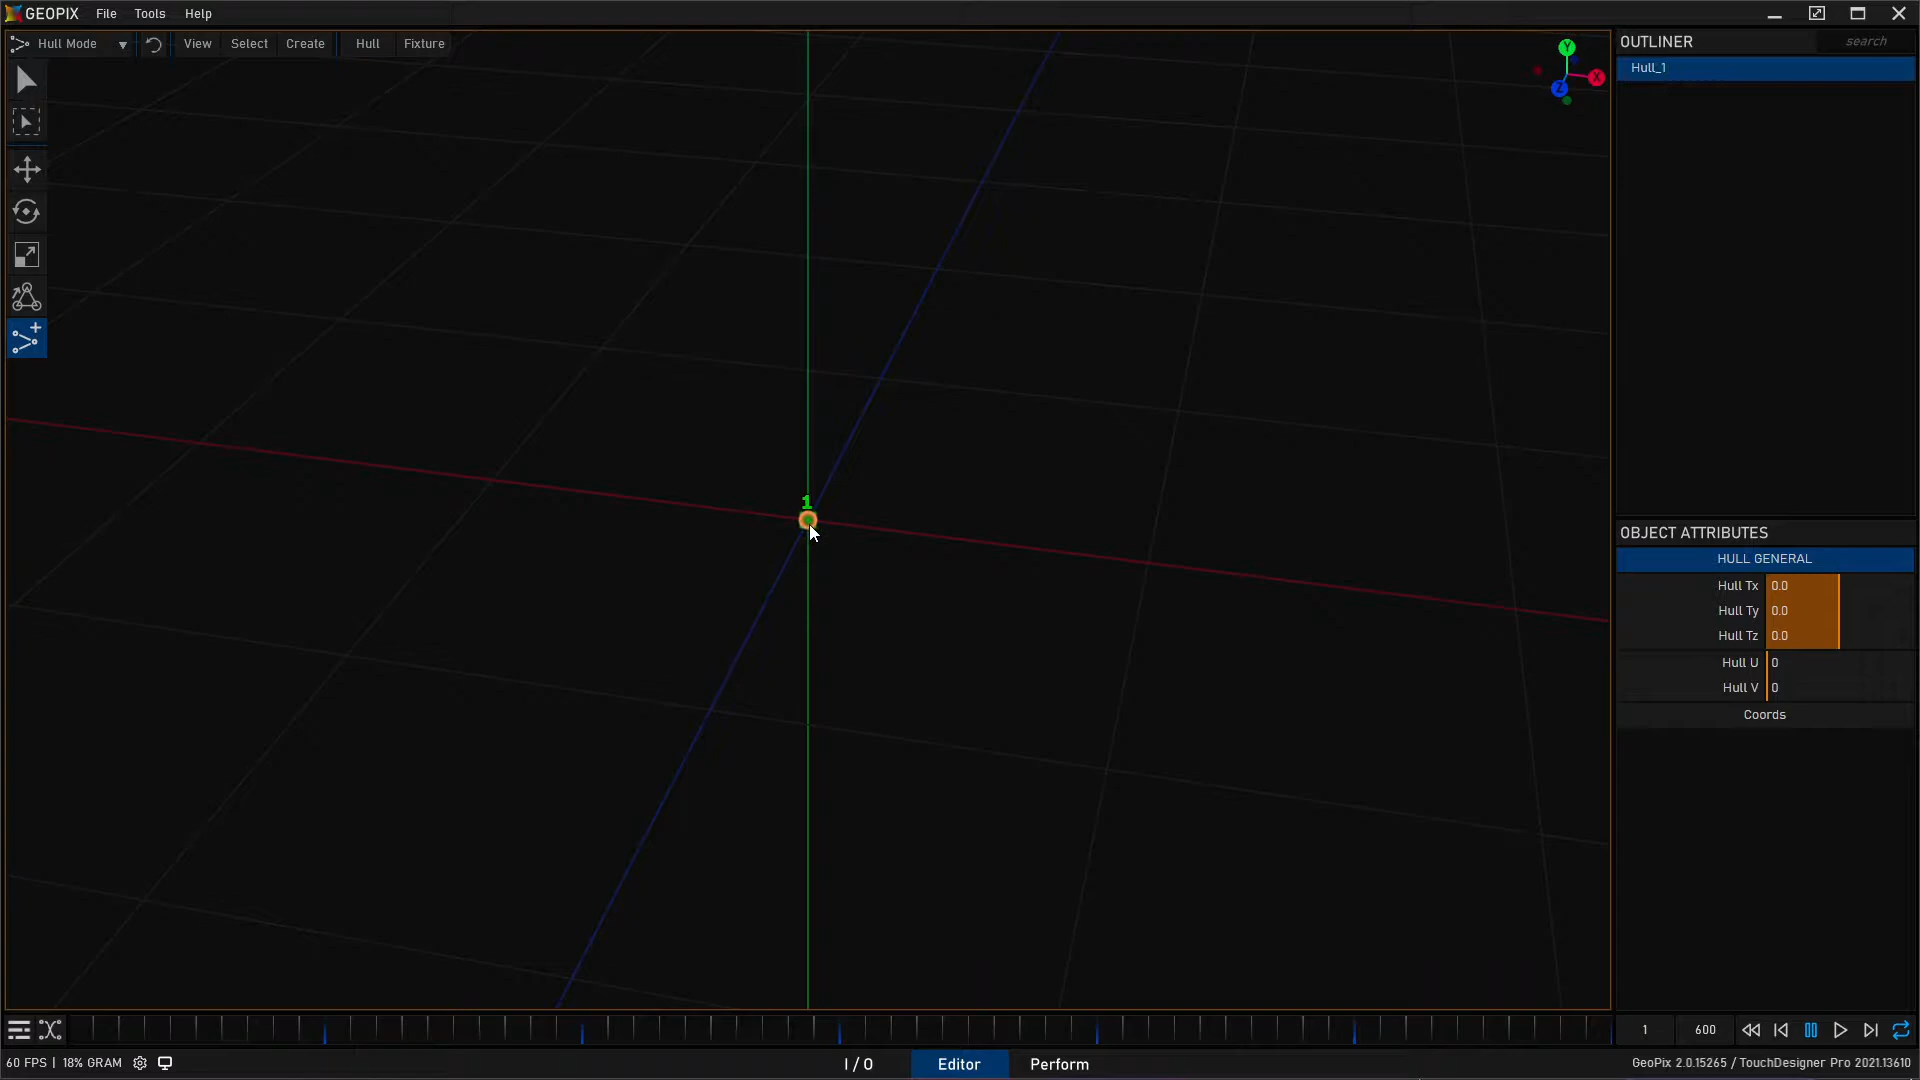 GEOPIX File Tools Help
Hull Mode View Select Create Hull Fixture
Y
X
Z
1
OUTLINER search
Hull_1
OBJECT ATTRIBUTES
HULL GENERAL
Hull Tx 0.0
Hull Ty 0.0
Hull Tz 0.0
Hull U 0
Hull V 0
Coords
1 600
60 FPS | 18% GRAM
I / O Editor Perform
GeoPix 2.0.15265 / TouchDesigner Pro 2021.13610